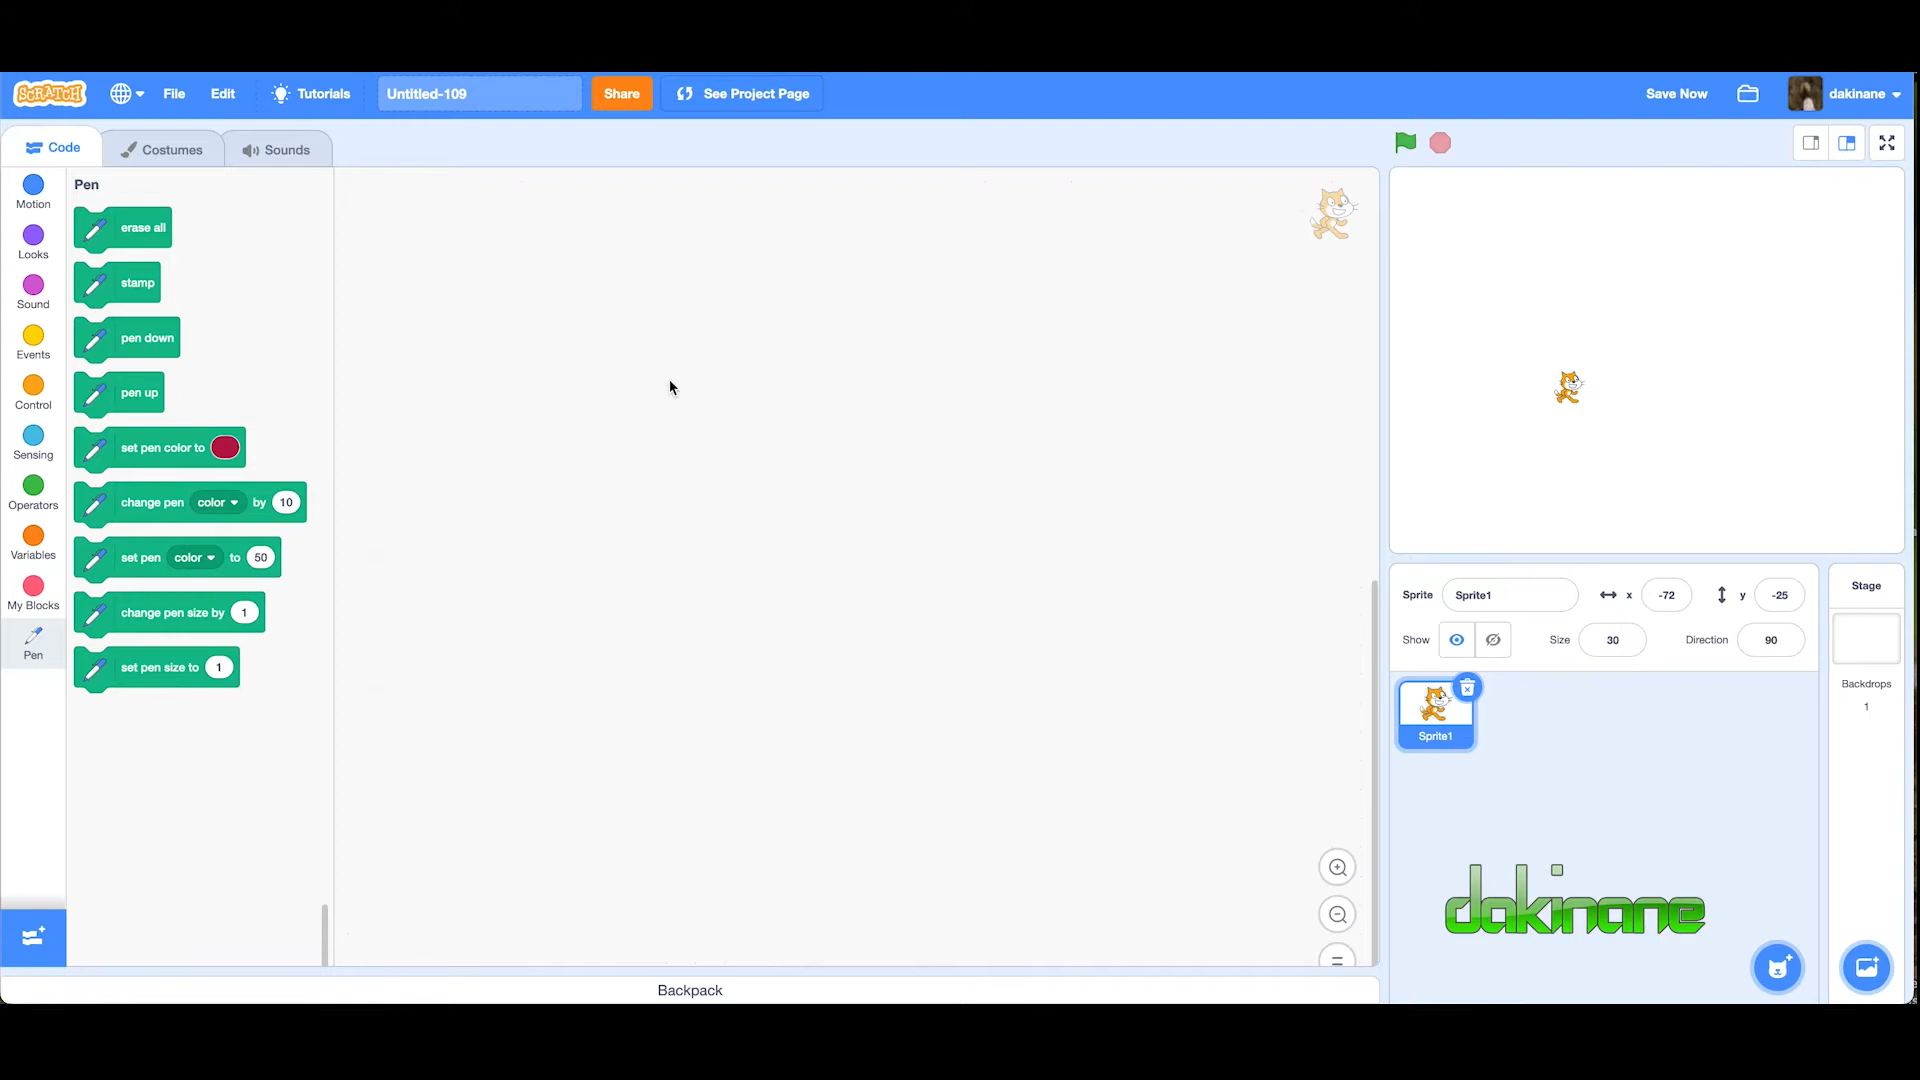 SCRATCH
File
Edit
Tutorials
Untitled-109
Share
See Project Page
Save Now
dakinane
Code
Costumes
Sounds
Motion
Looks
Sound
Events
Control
Sensing
Operators
Variables
My Blocks
Pen
Pen
erase all
stamp
pen down
pen up
set pen color to
change pen color by 10
set pen color to 50
change pen size by 1
set pen size to 1
Backpack
Sprite Sprite1 x -72 y -25
Show Size 30 Direction 90
Sprite1
Stage
Backdrops
1
dakinane